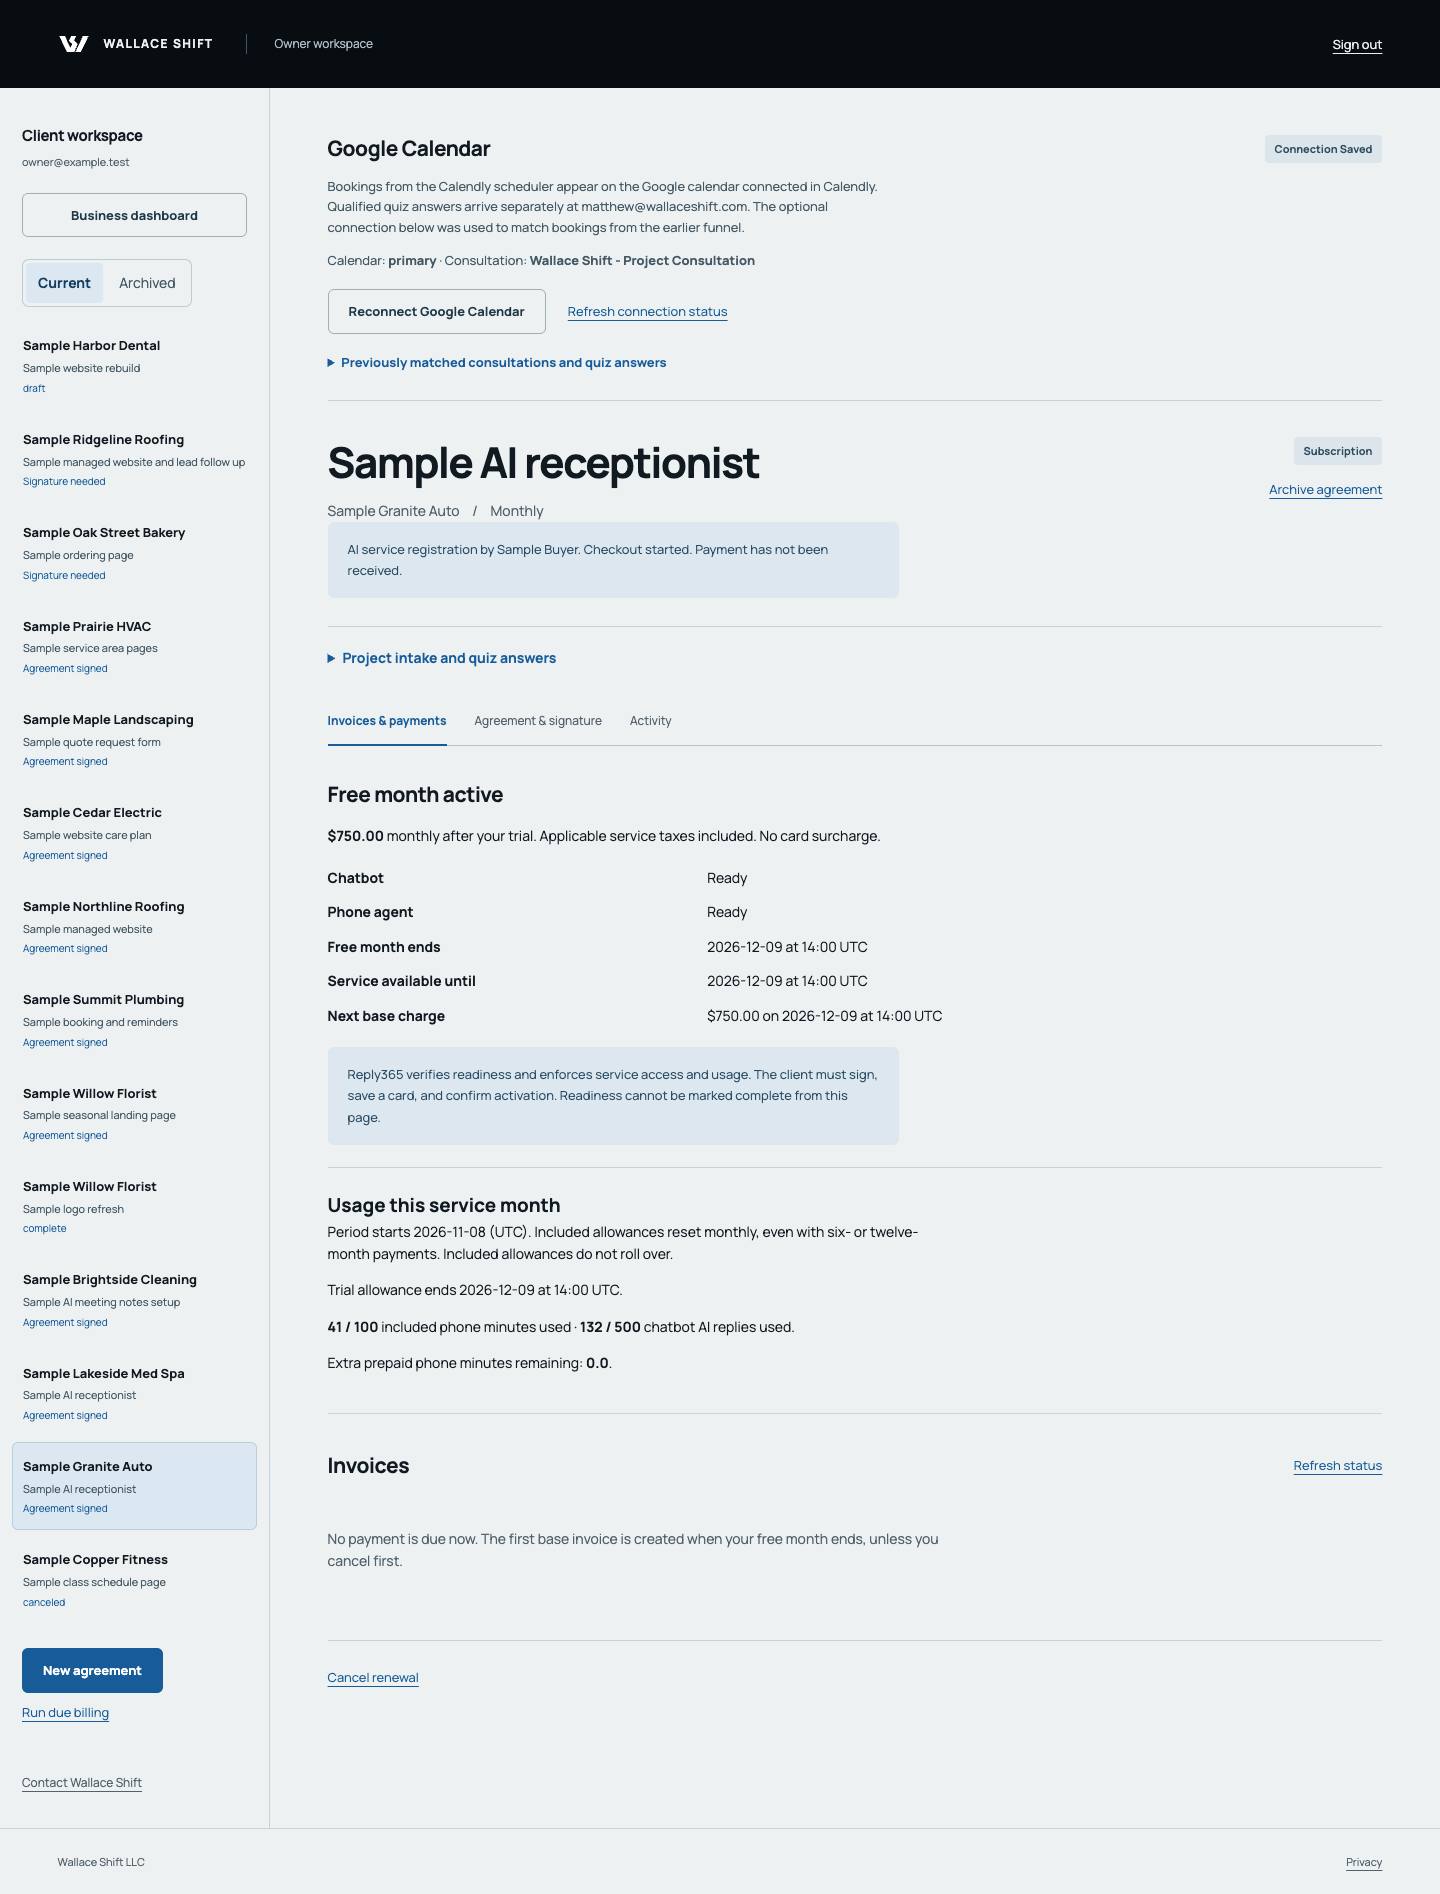 WALLACE SHIFT
Owner workspace
Sign out
Client workspace
owner@example.test
Business dashboard
Current
Archived
Sample Harbor Dental
Sample website rebuild
draft
Sample Ridgeline Roofing
Sample managed website and lead follow up
Signature needed
Sample Oak Street Bakery
Sample ordering page
Signature needed
Sample Prairie HVAC
Sample service area pages
Agreement signed
Sample Maple Landscaping
Sample quote request form
Agreement signed
Sample Cedar Electric
Sample website care plan
Agreement signed
Sample Northline Roofing
Sample managed website
Agreement signed
Sample Summit Plumbing
Sample booking and reminders
Agreement signed
Sample Willow Florist
Sample seasonal landing page
Agreement signed
Sample Willow Florist
Sample logo refresh
complete
Sample Brightside Cleaning
Sample AI meeting notes setup
Agreement signed
Sample Lakeside Med Spa
Sample AI receptionist
Agreement signed
Sample Granite Auto
Sample AI receptionist
Agreement signed
Sample Copper Fitness
Sample class schedule page
canceled
New agreement
Run due billing
Contact Wallace Shift
Google Calendar
Connection Saved
Bookings from the Calendly scheduler appear on the Google calendar connected in Calendly.
Qualified quiz answers arrive separately at matthew@wallaceshift.com. The optional
connection below was used to match bookings from the earlier funnel.
Calendar: primary · Consultation: Wallace Shift - Project Consultation
Reconnect Google Calendar
Refresh connection status
Previously matched consultations and quiz answers
Sample AI receptionist
Subscription
Archive agreement
Sample Granite Auto / Monthly
AI service registration by Sample Buyer. Checkout started. Payment has not been
received.
Project intake and quiz answers
Invoices & payments
Agreement & signature
Activity
Free month active
$750.00 monthly after your trial. Applicable service taxes included. No card surcharge.
Chatbot Ready
Phone agent Ready
Free month ends 2026-12-09 at 14:00 UTC
Service available until 2026-12-09 at 14:00 UTC
Next base charge $750.00 on 2026-12-09 at 14:00 UTC
Reply365 verifies readiness and enforces service access and usage. The client must sign,
save a card, and confirm activation. Readiness cannot be marked complete from this
page.
Usage this service month
Period starts 2026-11-08 (UTC). Included allowances reset monthly, even with six- or twelve-
month payments. Included allowances do not roll over.
Trial allowance ends 2026-12-09 at 14:00 UTC.
41 / 100 included phone minutes used · 132 / 500 chatbot AI replies used.
Extra prepaid phone minutes remaining: 0.0.
Invoices
Refresh status
No payment is due now. The first base invoice is created when your free month ends, unless you
cancel first.
Cancel renewal
Wallace Shift LLC
Privacy